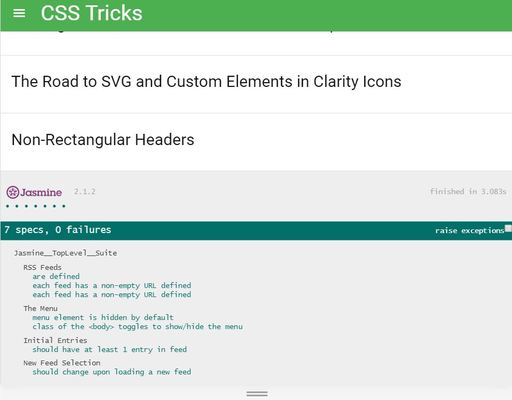 CSS Tricks
The Road to SVG and Custom Elements in Clarity Icons
Non-Rectangular Headers
Jasmine 2.1.2 finished in 3.083s
7 specs, 0 failures raise exceptions
Jasmine__TopLevel__Suite
RSS Feeds
are defined
each feed has a non-empty URL defined
each feed has a non-empty URL defined
The Menu
menu element is hidden by default
class of the <body> toggles to show/hide the menu
Initial Entries
should have at least 1 entry in feed
New Feed Selection
should change upon loading a new feed